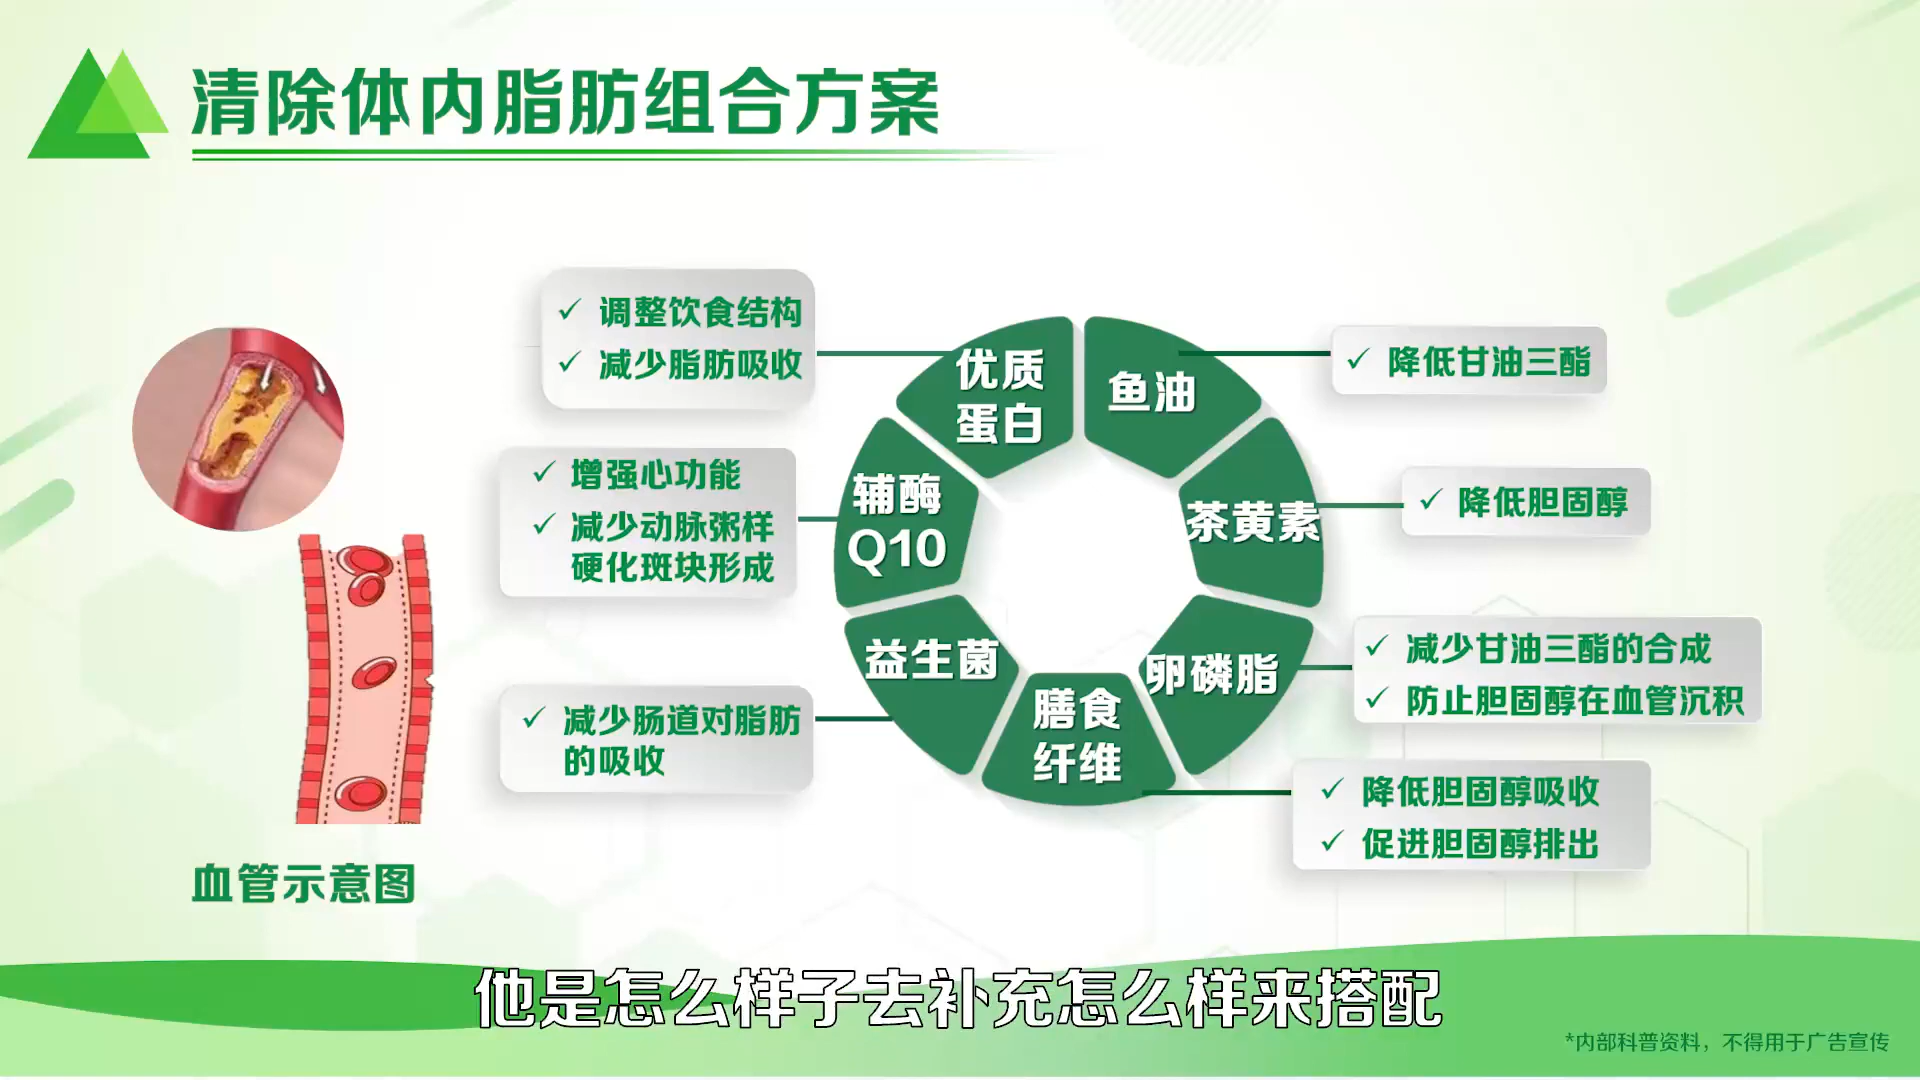 清除体内脂肪组合方案
调整饮食结构
减少脂肪吸收
增强心功能
减少动脉粥样
硬化斑块形成
减少肠道对脂肪
的吸收
优质
蛋白
鱼油
辅酶
Q10
茶黄素
益生菌
卵磷脂
膳食
纤维
降低甘油三酯
降低胆固醇
减少甘油三酯的合成
防止胆固醇在血管沉积
降低胆固醇吸收
促进胆固醇排出
血管示意图
他是怎么样子去补充怎么样来搭配
*内部科普资料，不得用于广告宣传